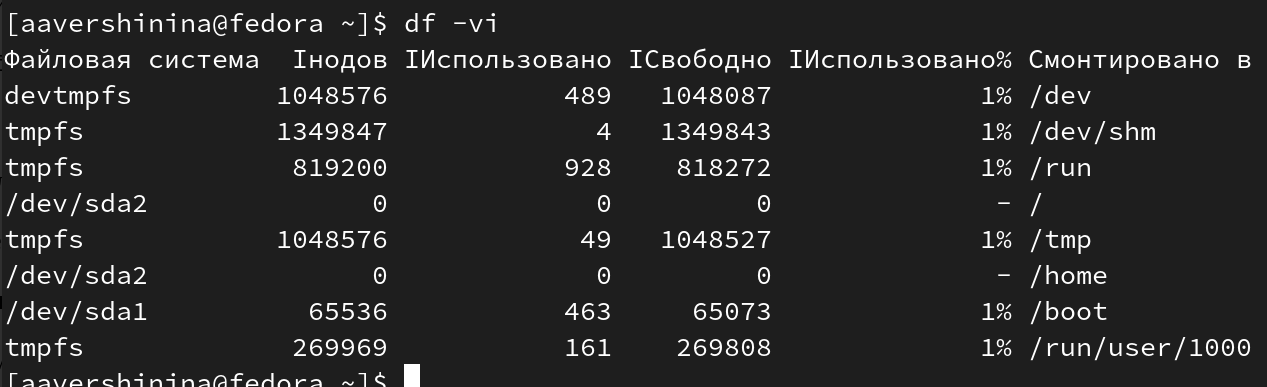 [aavershinina@fedora ~]$ df -vi
Файловая система Iнодов IИспользовано IСвободно IИспользовано% Смонтировано в
devtmpfs 1048576 489 1048087 1% /dev
tmpfs 1349847 4 1349843 1% /dev/shm
tmpfs 819200 928 818272 1% /run
/dev/sda2 0 0 0 - /
tmpfs 1048576 49 1048527 1% /tmp
/dev/sda2 0 0 0 - /home
/dev/sda1 65536 463 65073 1% /boot
tmpfs 269969 161 269808 1% /run/user/1000
[aavershinina@fedora ~]$